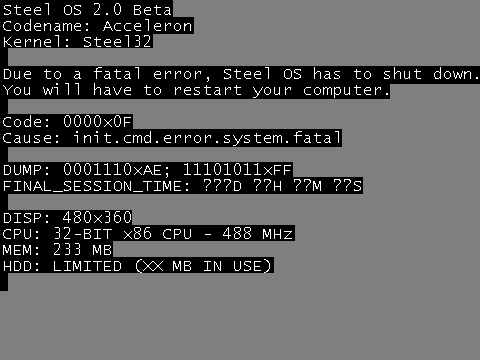 Steel OS 2.0 Beta
Codename: Acceleron
Kernel: Steel32
Due to a fatal error, Steel OS has to shut down.
You will have to restart your computer.
Code: 0000x0F
Cause: init.cmd.error.system.fatal
DUMP: 0001110xAE; 11101011xFF
FINAL_SESSION_TIME: ???D ??H ??M ??S
DISP: 480x360
CPU: 32-BIT x86 CPU - 488 MHz
MEM: 233 MB
HDD: LIMITED (XX MB IN USE)